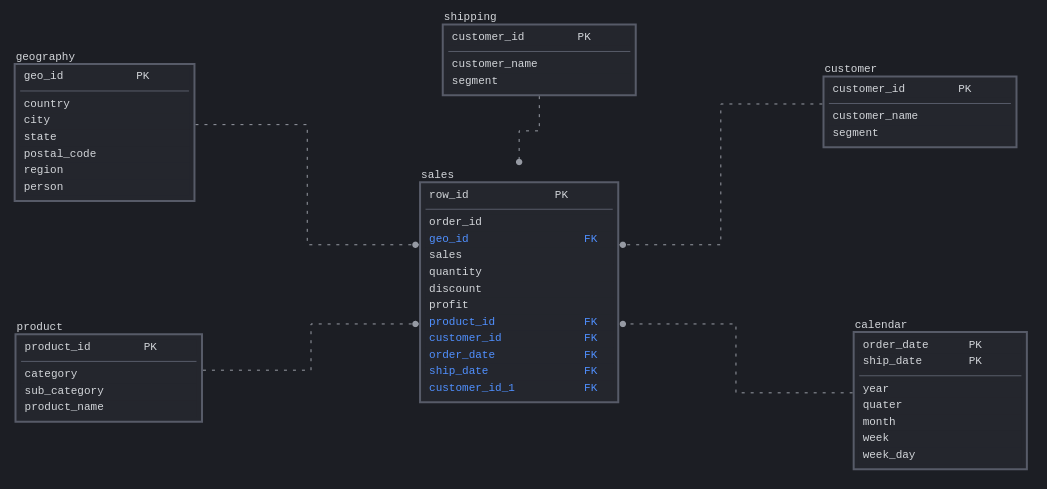 shipping
customer_id PK
customer_name
segment
geography
geo_id PK
country
city
state
postal_code
region
person
customer
customer_id PK
customer_name
segment
sales
row_id PK
order_id
geo_id FK
sales
quantity
discount
profit
product_id FK
customer_id FK
order_date FK
ship_date FK
customer_id_1 FK
product
product_id PK
category
sub_category
product_name
calendar
order_date PK
ship_date PK
year
quater
month
week
week_day